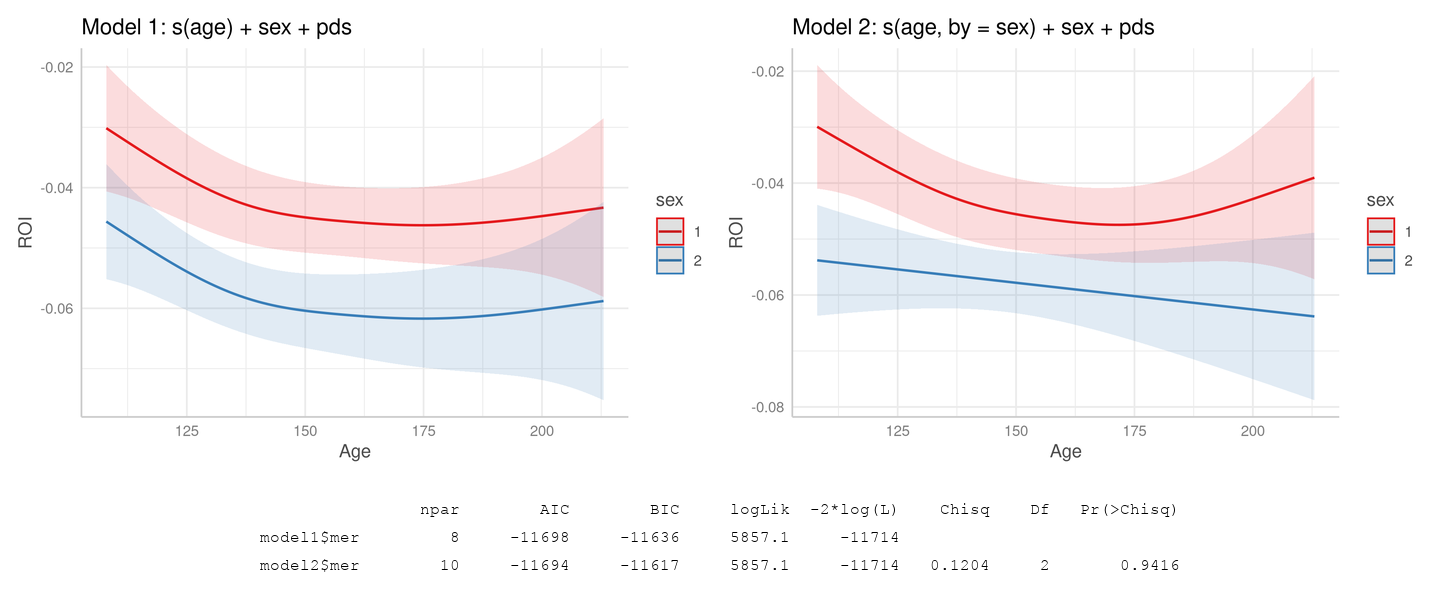 Model 1: s(age) + sex + pds
-0.02
-0.04
-0.06
ROI
125 150 175 200
Age
sex
1
2
Model 2: s(age, by = sex) + sex + pds
-0.02
-0.04
-0.06
-0.08
ROI
125 150 175 200
Age
sex
1
2
npar AIC BIC logLik -2*log(L) Chisq Df Pr(>Chisq)
model1$mer 8 -11698 -11636 5857.1 -11714
model2$mer 10 -11694 -11617 5857.1 -11714 0.1204 2 0.9416